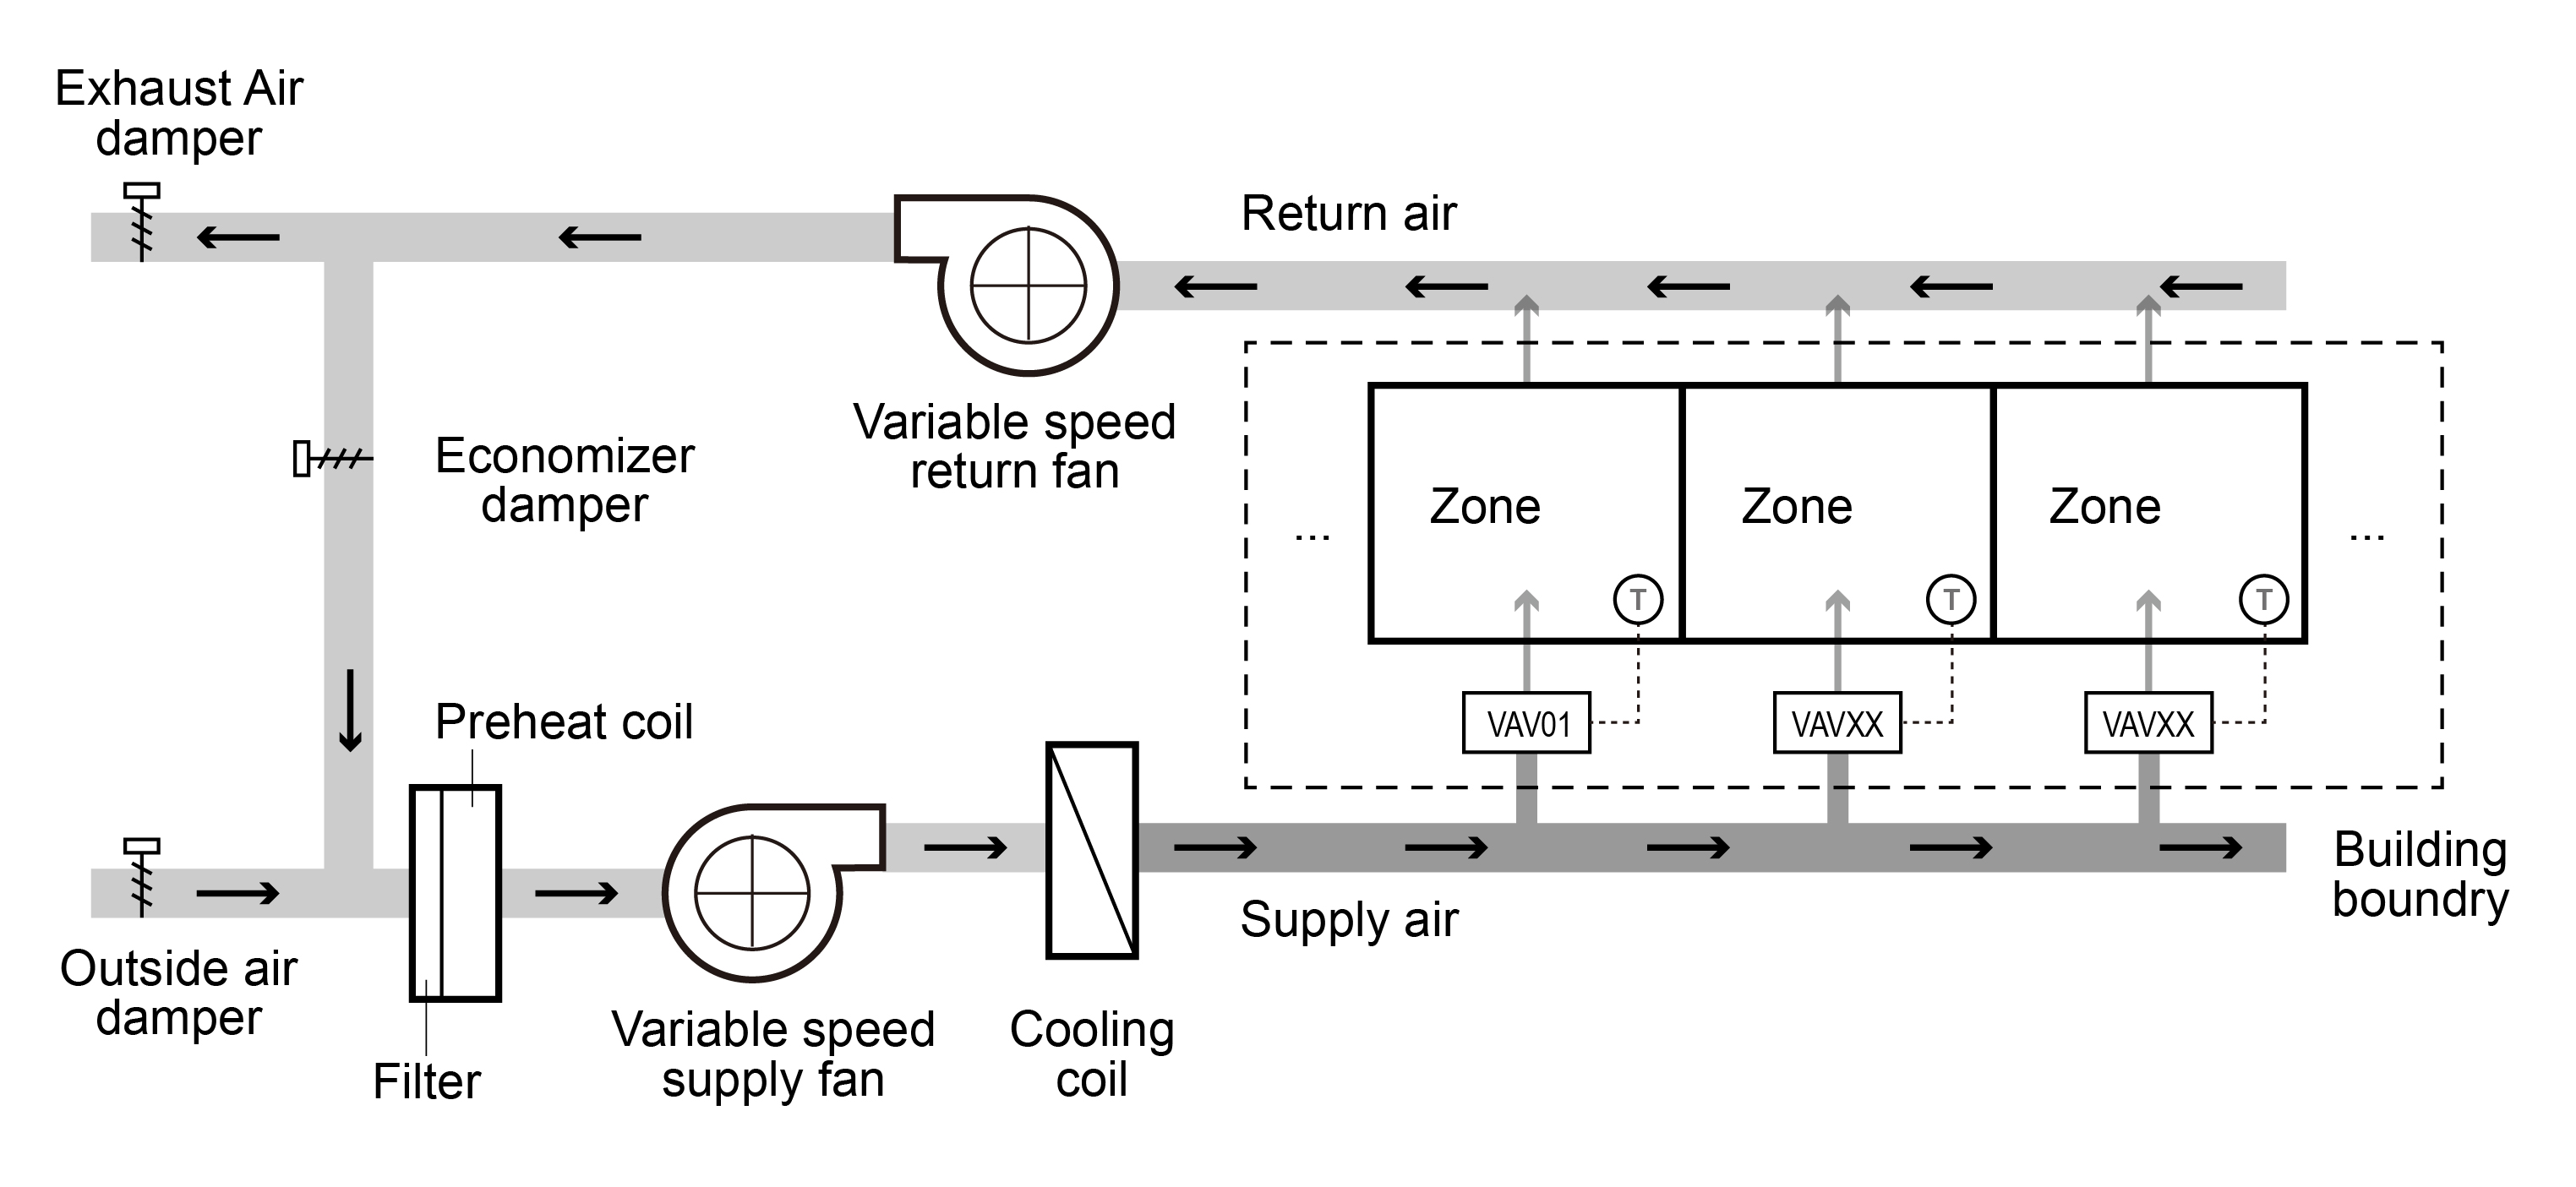 Exhaust Air
damper
Return air
Variable speed
return fan
Economizer
damper
Zone
Zone
Zone
...
...
T
T
T
Preheat coil
VAV01
VAVXX
VAVXX
Building
boundry
Supply air
Outside air
damper
Filter
Variable speed
supply fan
Cooling
coil